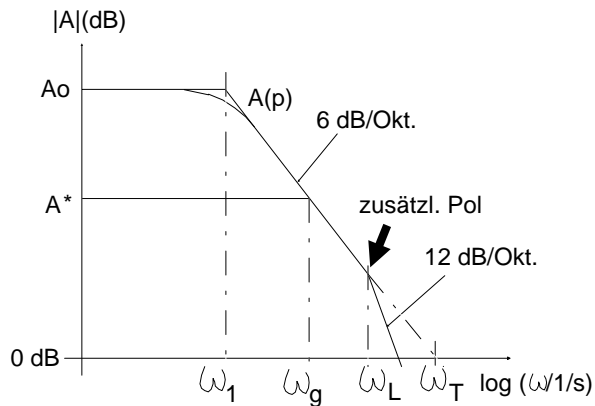 |A|(dB)
Ao
A(p)
6 dB/Okt.
A*
zusätzl. Pol
12 dB/Okt.
0 dB
ω1
ωg
ωL
ωT
log (ω/1/s)